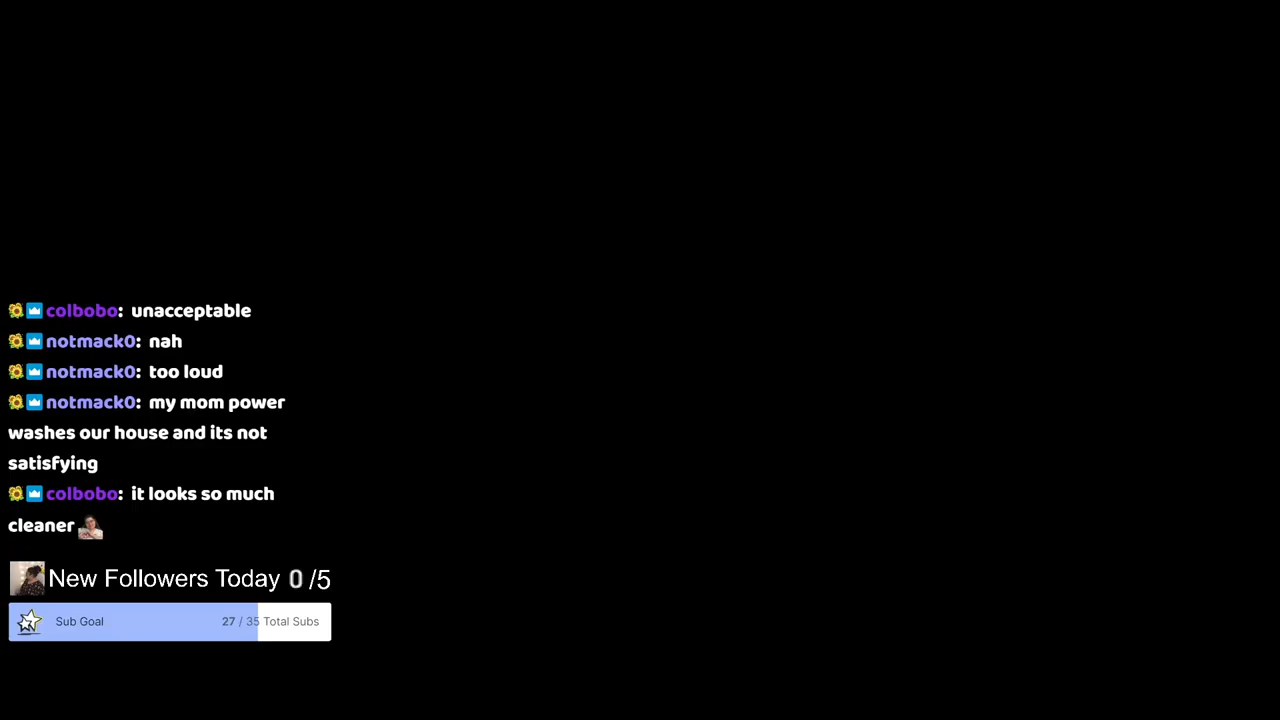 colbobo: unacceptable
notmack0: nah
notmack0: too loud
notmack0: my mom power
washes our house and its not
satisfying
colbobo: it looks so much
cleaner
New Followers Today 0 /5
Sub Goal 27 / 35 Total Subs